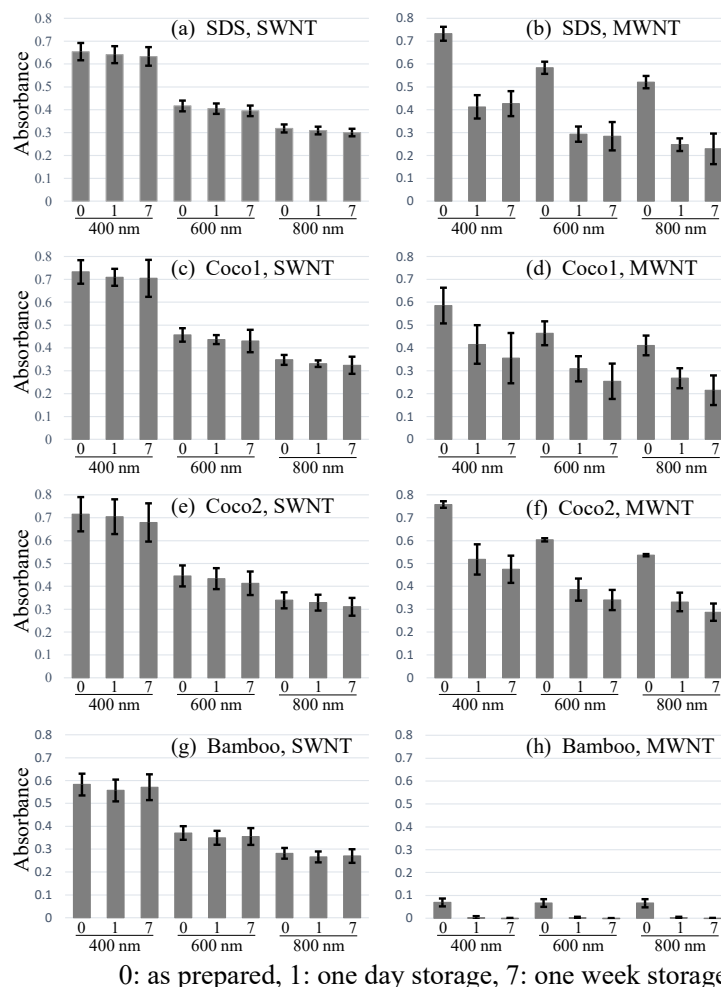 (a) SDS, SWNT
Absorbance
0.8
0.7
0.6
0.5
0.4
0.3
0.2
0.1
0
0 1 7 0 1 7 0 1 7
400 nm 600 nm 800 nm
(b) SDS, MWNT
0.8
0.7
0.6
0.5
0.4
0.3
0.2
0.1
0
0 1 7 0 1 7 0 1 7
400 nm 600 nm 800 nm
(c) Coco1, SWNT
Absorbance
0.8
0.7
0.6
0.5
0.4
0.3
0.2
0.1
0
0 1 7 0 1 7 0 1 7
400 nm 600 nm 800 nm
(d) Coco1, MWNT
0.8
0.7
0.6
0.5
0.4
0.3
0.2
0.1
0
0 1 7 0 1 7 0 1 7
400 nm 600 nm 800 nm
(e) Coco2, SWNT
Absorbance
0.8
0.7
0.6
0.5
0.4
0.3
0.2
0.1
0
0 1 7 0 1 7 0 1 7
400 nm 600 nm 800 nm
(f) Coco2, MWNT
0.8
0.7
0.6
0.5
0.4
0.3
0.2
0.1
0
0 1 7 0 1 7 0 1 7
400 nm 600 nm 800 nm
(g) Bamboo, SWNT
Absorbance
0.8
0.7
0.6
0.5
0.4
0.3
0.2
0.1
0
0 1 7 0 1 7 0 1 7
400 nm 600 nm 800 nm
(h) Bamboo, MWNT
0.8
0.7
0.6
0.5
0.4
0.3
0.2
0.1
0
0 1 7 0 1 7 0 1 7
400 nm 600 nm 800 nm
0: as prepared, 1: one day storage, 7: one week storage